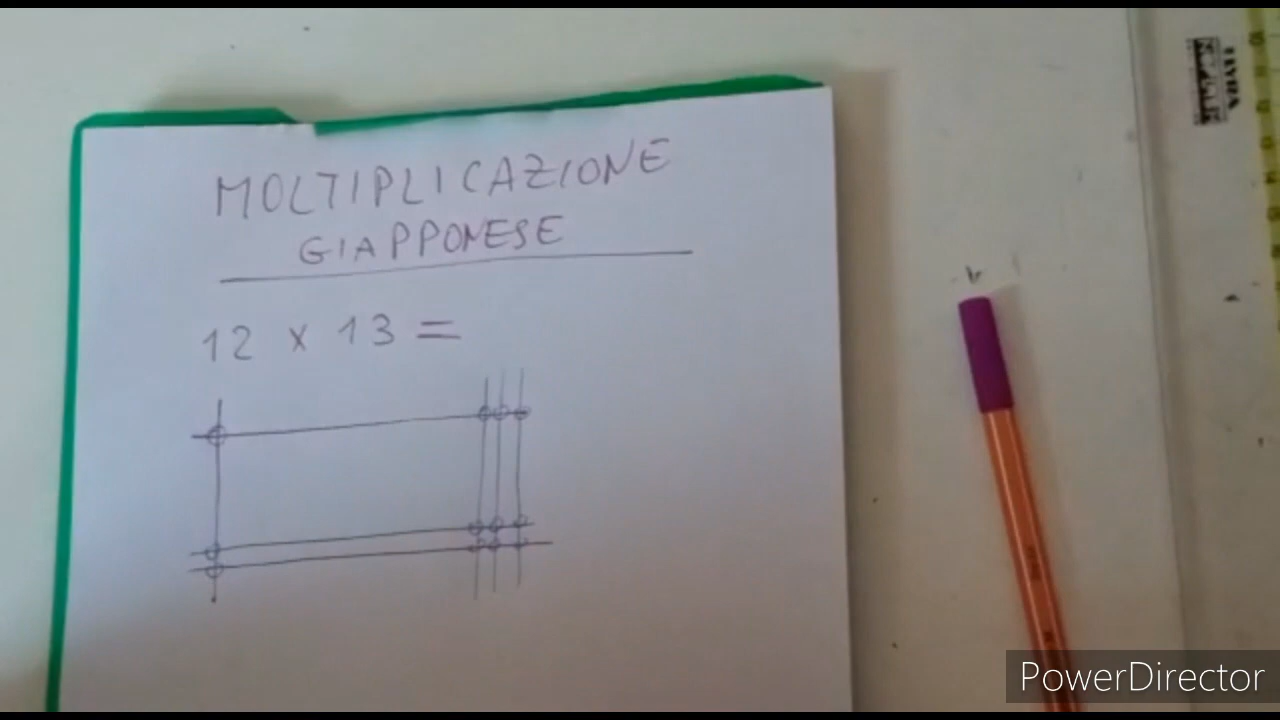 MOLTIPLICAZIONE
GIAPPONESE
12 x 13 =
PowerDirector